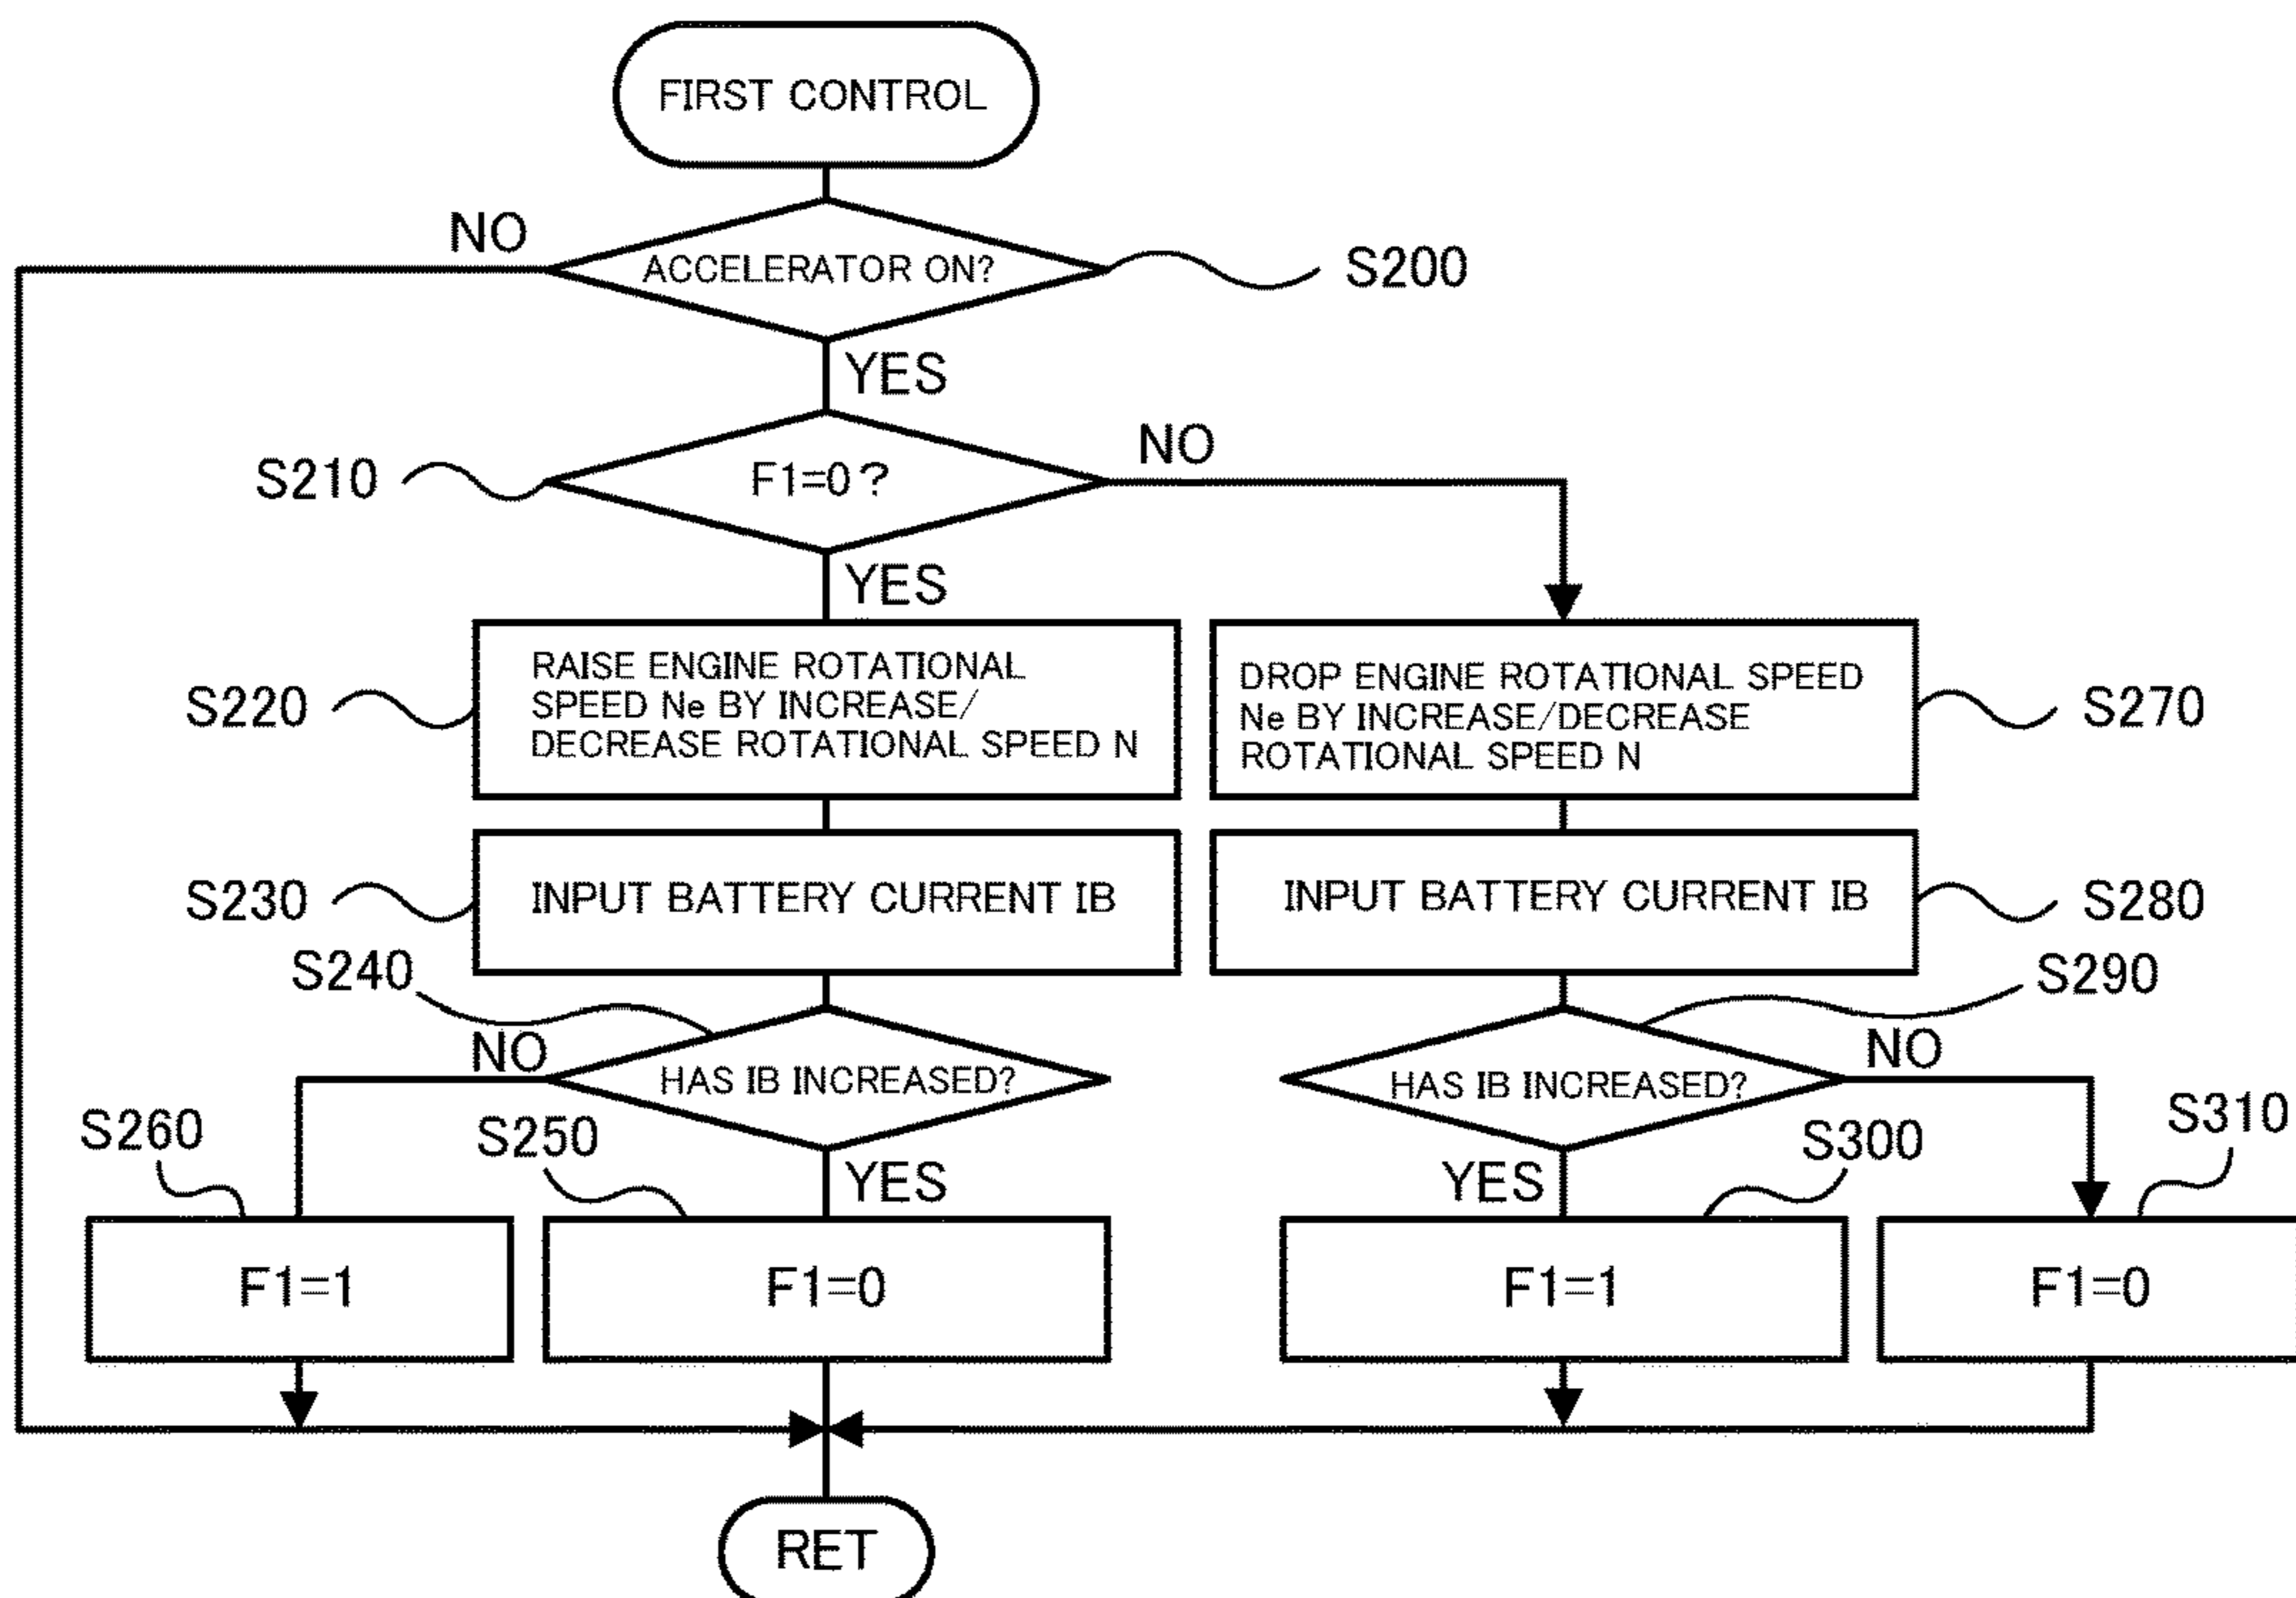 FIRST CONTROL
NO
ACCELERATOR ON?
S200
YES
S210
F1=0?
NO
YES
S220
RAISE ENGINE ROTATIONAL
SPEED Ne BY INCREASE/
DECREASE ROTATIONAL SPEED N
DROP ENGINE ROTATIONAL SPEED
Ne BY INCREASE/DECREASE
ROTATIONAL SPEED N
S270
S230
INPUT BATTERY CURRENT IB
INPUT BATTERY CURRENT IB
S280
S240
NO
HAS IB INCREASED?
S290
HAS IB INCREASED?
NO
S260
S250
YES
YES
S300
S310
F1=1
F1=0
F1=1
F1=0
RET